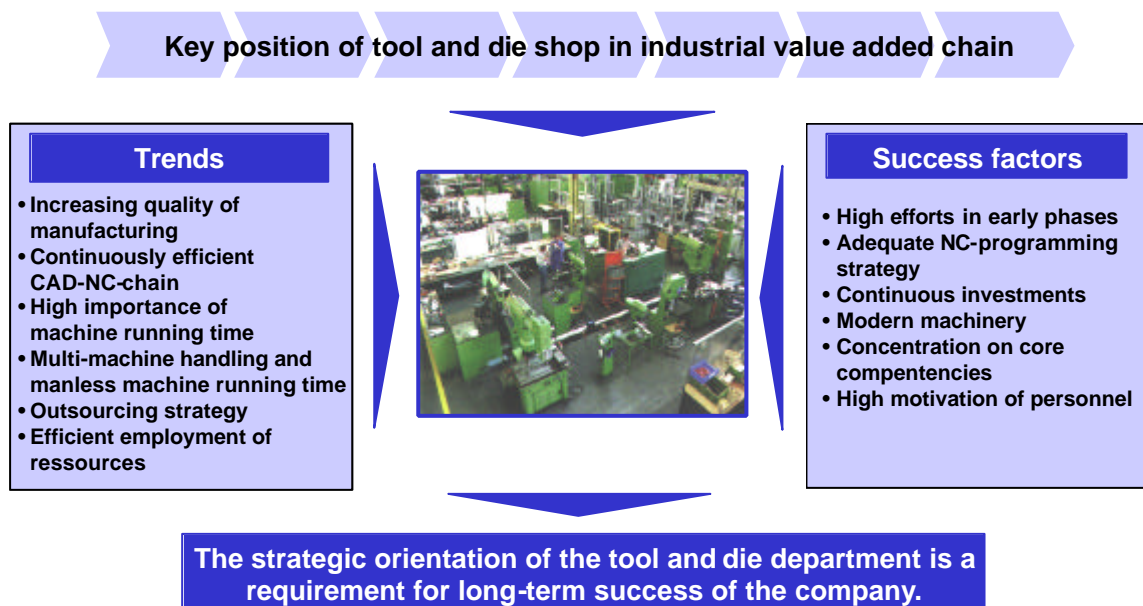 Key position of tool and die shop in industrial value added chain
Trends
• Increasing quality of
manufacturing
• Continuously efficient
CAD-NC-chain
• High importance of
machine running time
• Multi-machine handling and
manless machine running time
• Outsourcing strategy
• Efficient employment of
ressources
Success factors
• High efforts in early phases
• Adequate NC-programming
strategy
• Continuous investments
• Modern machinery
• Concentration on core
compentencies
• High motivation of personnel
The strategic orientation of the tool and die department is a
requirement for long-term success of the company.